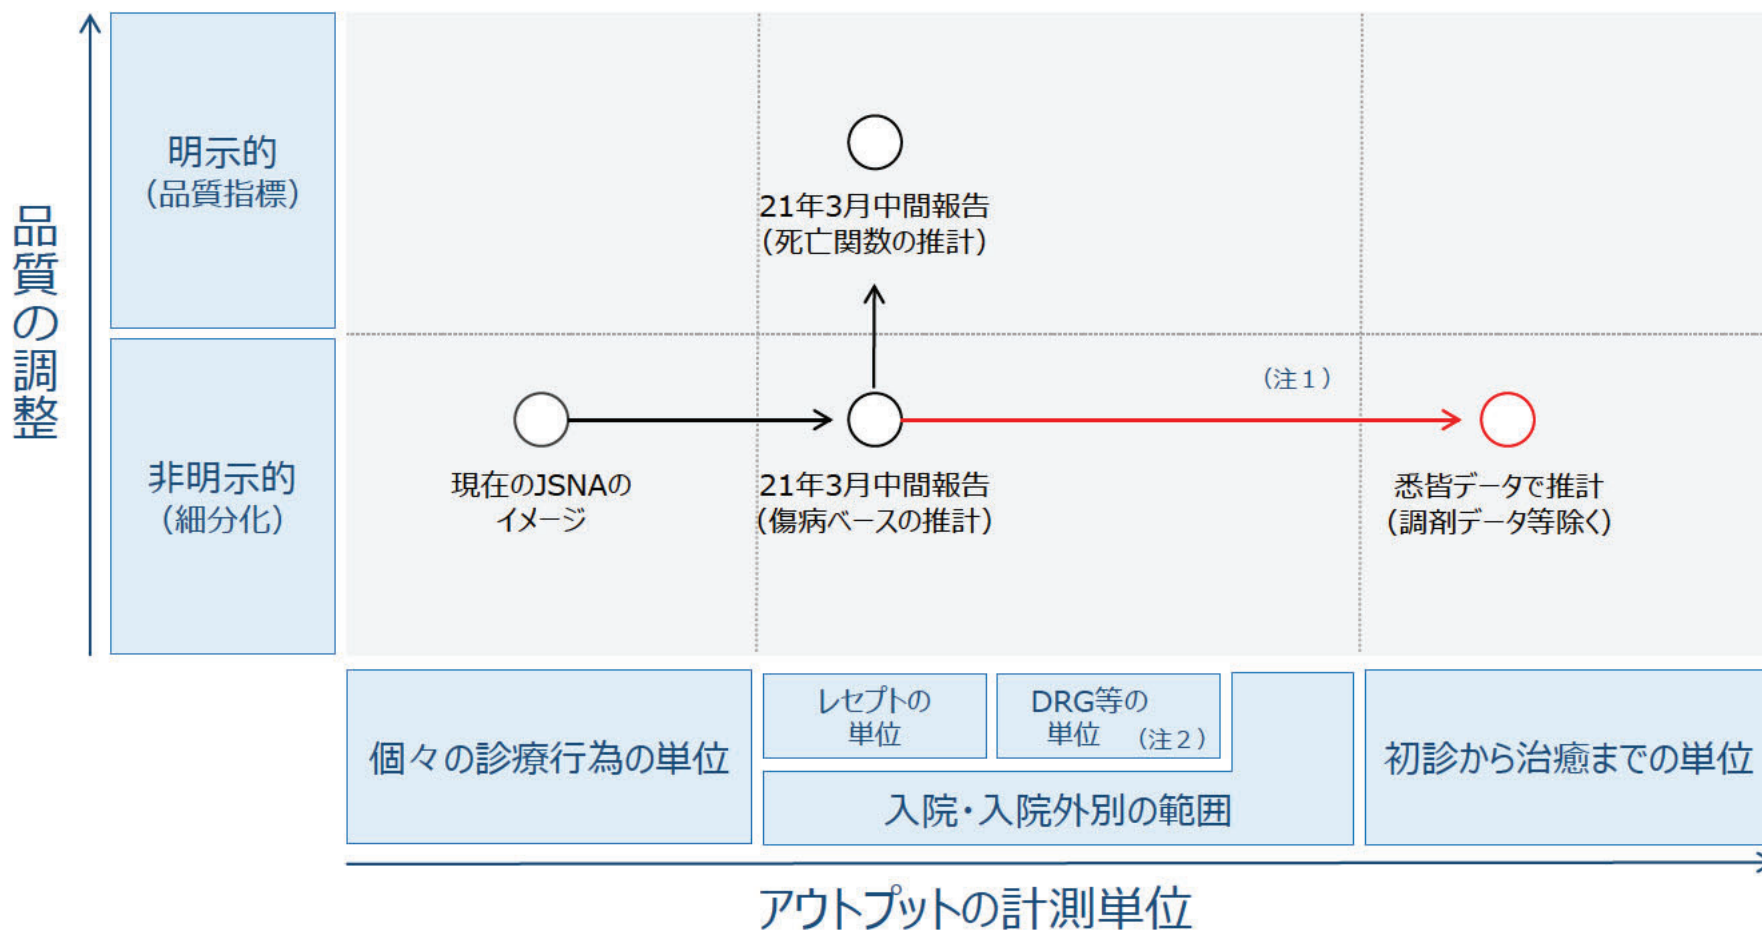 品質の調整
明示的
（品質指標）
非明示的
（細分化）
21年3月中間報告
（死亡関数の推計）
（注１）
現在のJSNAの
イメージ
21年3月中間報告
（傷病ベースの推計）
悉皆データで推計
（調剤データ等除く）
個々の診療行為の単位
レセプトの
単位
DRG等の
単位 （注２）
入院・入院外別の範囲
初診から治癒までの単位
アウトプットの計測単位